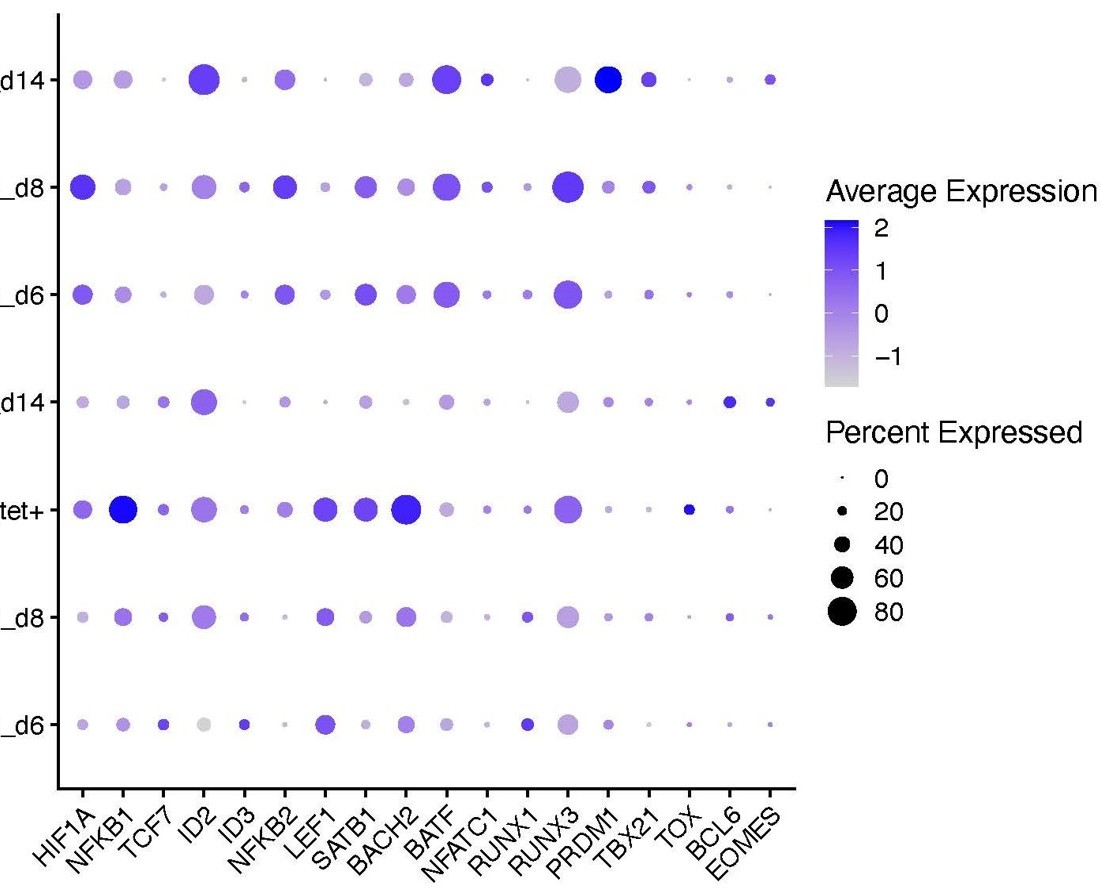 d14
_d8
_d6
d14
tet+
_d8
_d6
HIF1A NFKB1 TCF7 ID2 ID3 NFKB2 LEF1 SATB1 BACH2 BATF NFATC1 RUNX1 RUNX3 PRDM1 TBX21 TOX BCL6 EOMES
Average Expression
2
1
0
−1
Percent Expressed
0
20
40
60
80